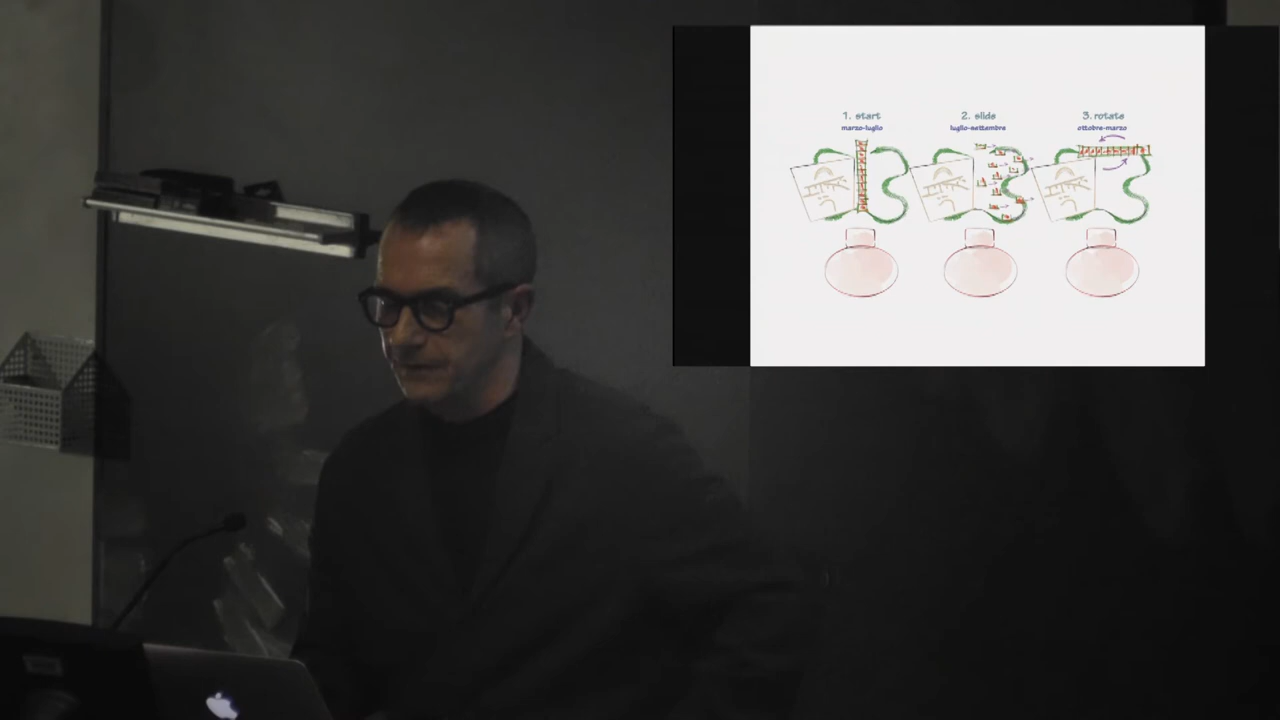 1. start
marzo-luglio
2. slide
luglio-settembre
3. rotate
ottobre-marzo